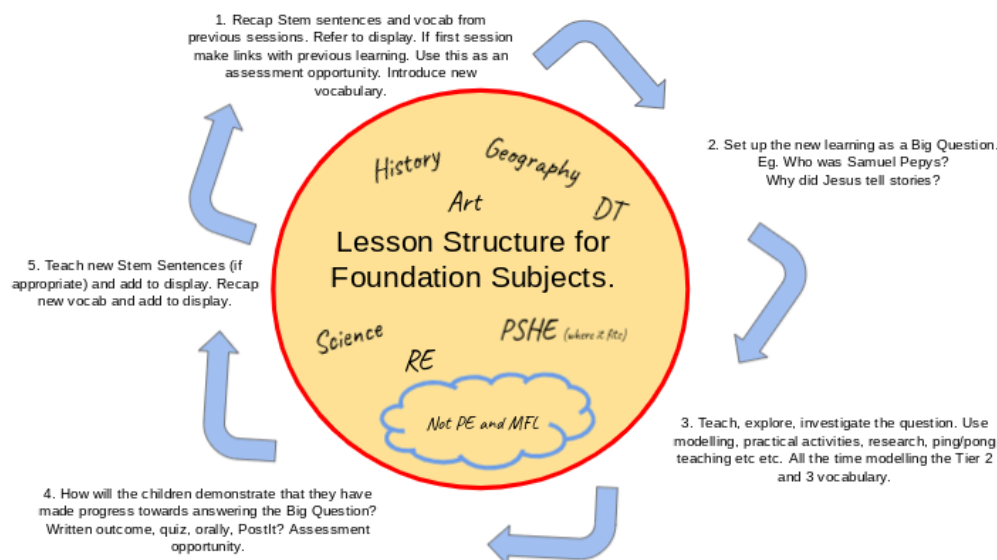 1. Recap Stem sentences and vocab from
previous sessions. Refer to display. If first session
make links with previous learning. Use this as an
assessment opportunity. Introduce new
vocabulary.
2. Set up the new learning as a Big Question.
Eg. Who was Samuel Pepys?
Why did Jesus tell stories?
History
Geography
Art
DT
Lesson Structure for
Foundation Subjects.
5. Teach new Stem Sentences (if
appropriate) and add to display. Recap
new vocab and add to display.
Science
PSHE (where it fits)
RE
Not PE and MFL
3. Teach, explore, investigate the question. Use
modelling, practical activities, research, ping/pong
teaching etc etc. All the time modelling the Tier 2
and 3 vocabulary.
4. How will the children demonstrate that they have
made progress towards answering the Big Question?
Written outcome, quiz, orally, PostIt? Assessment
opportunity.